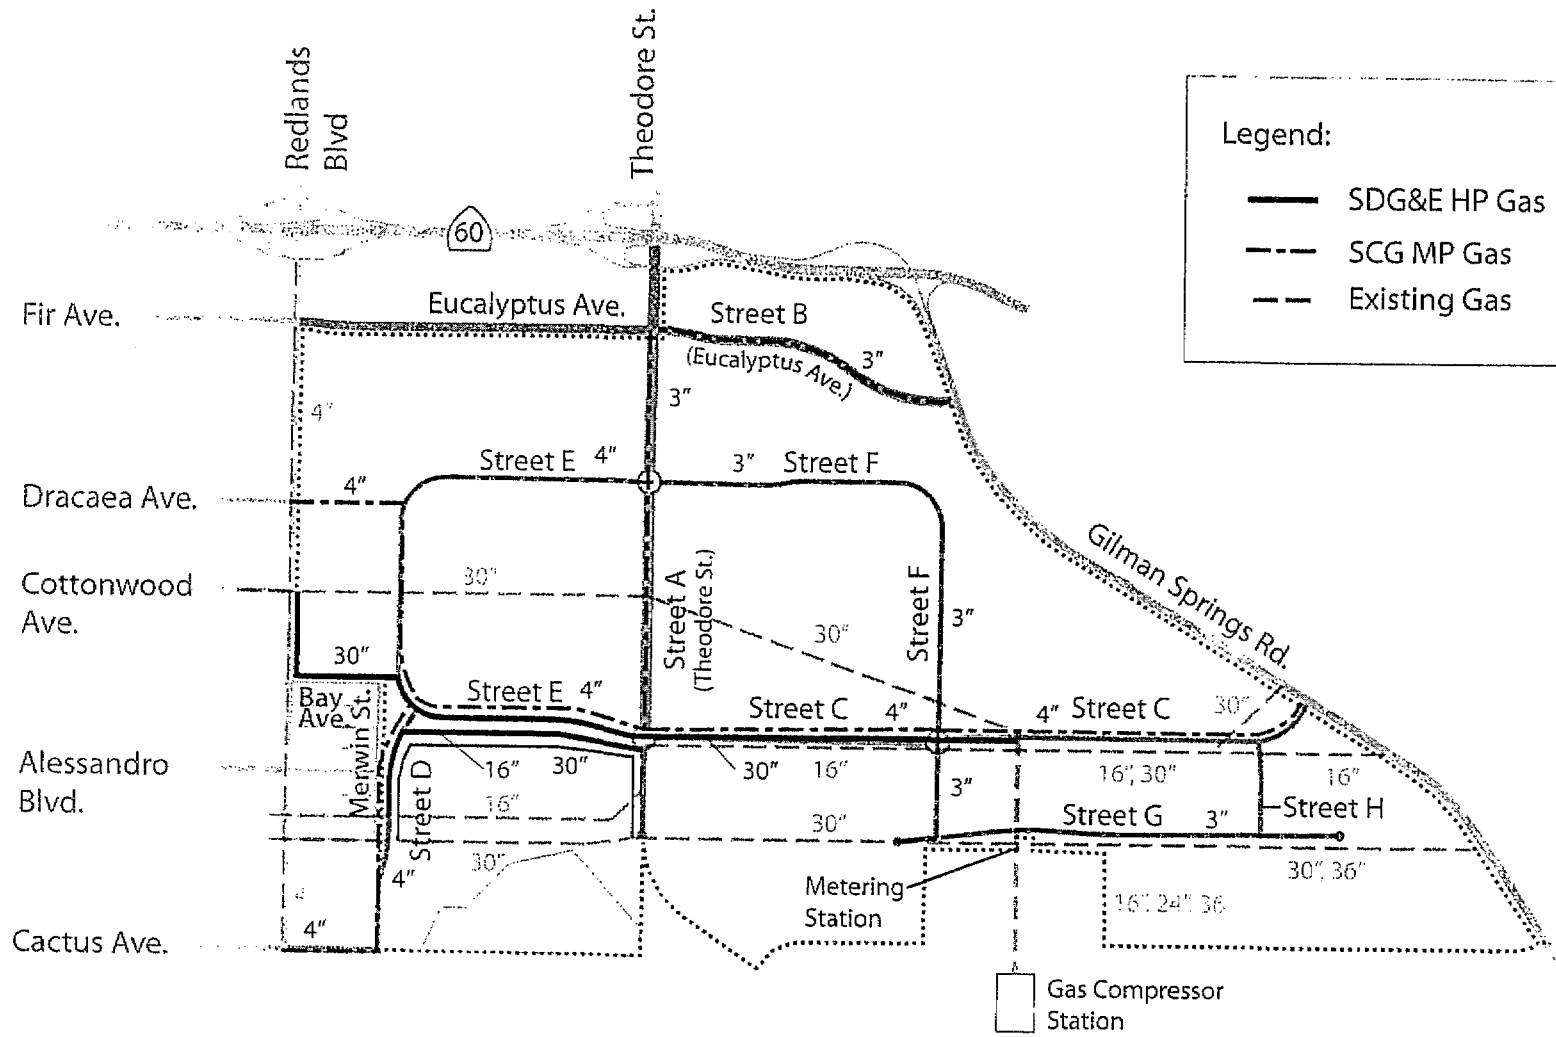 Redlands
Blvd
Theodore St.
Legend:
SDG&E HP Gas
SCG MP Gas
Existing Gas
60
Fir Ave.
Eucalyptus Ave.
Street B
(Eucalyptus Ave.)
3"
3"
4"
Street E
4"
3"
Street F
Dracaea Ave.
4"
Cottonwood
Ave.
30"
Street A
(Theodore St.)
30"
Street F
3"
Gilman Springs Rd.
30"
Bay
Ave.
Merwin St.
Street E
4"
Street C
4"
4"
Street C
30"
Alessandro
Blvd.
16"
30"
30"
16"
16", 30"
16"
16"
Street D
3"
Street G
3"
Street H
30"
30"
4"
Metering
Station
30", 36"
16", 24", 36
4
4"
Cactus Ave.
Gas Compressor
Station